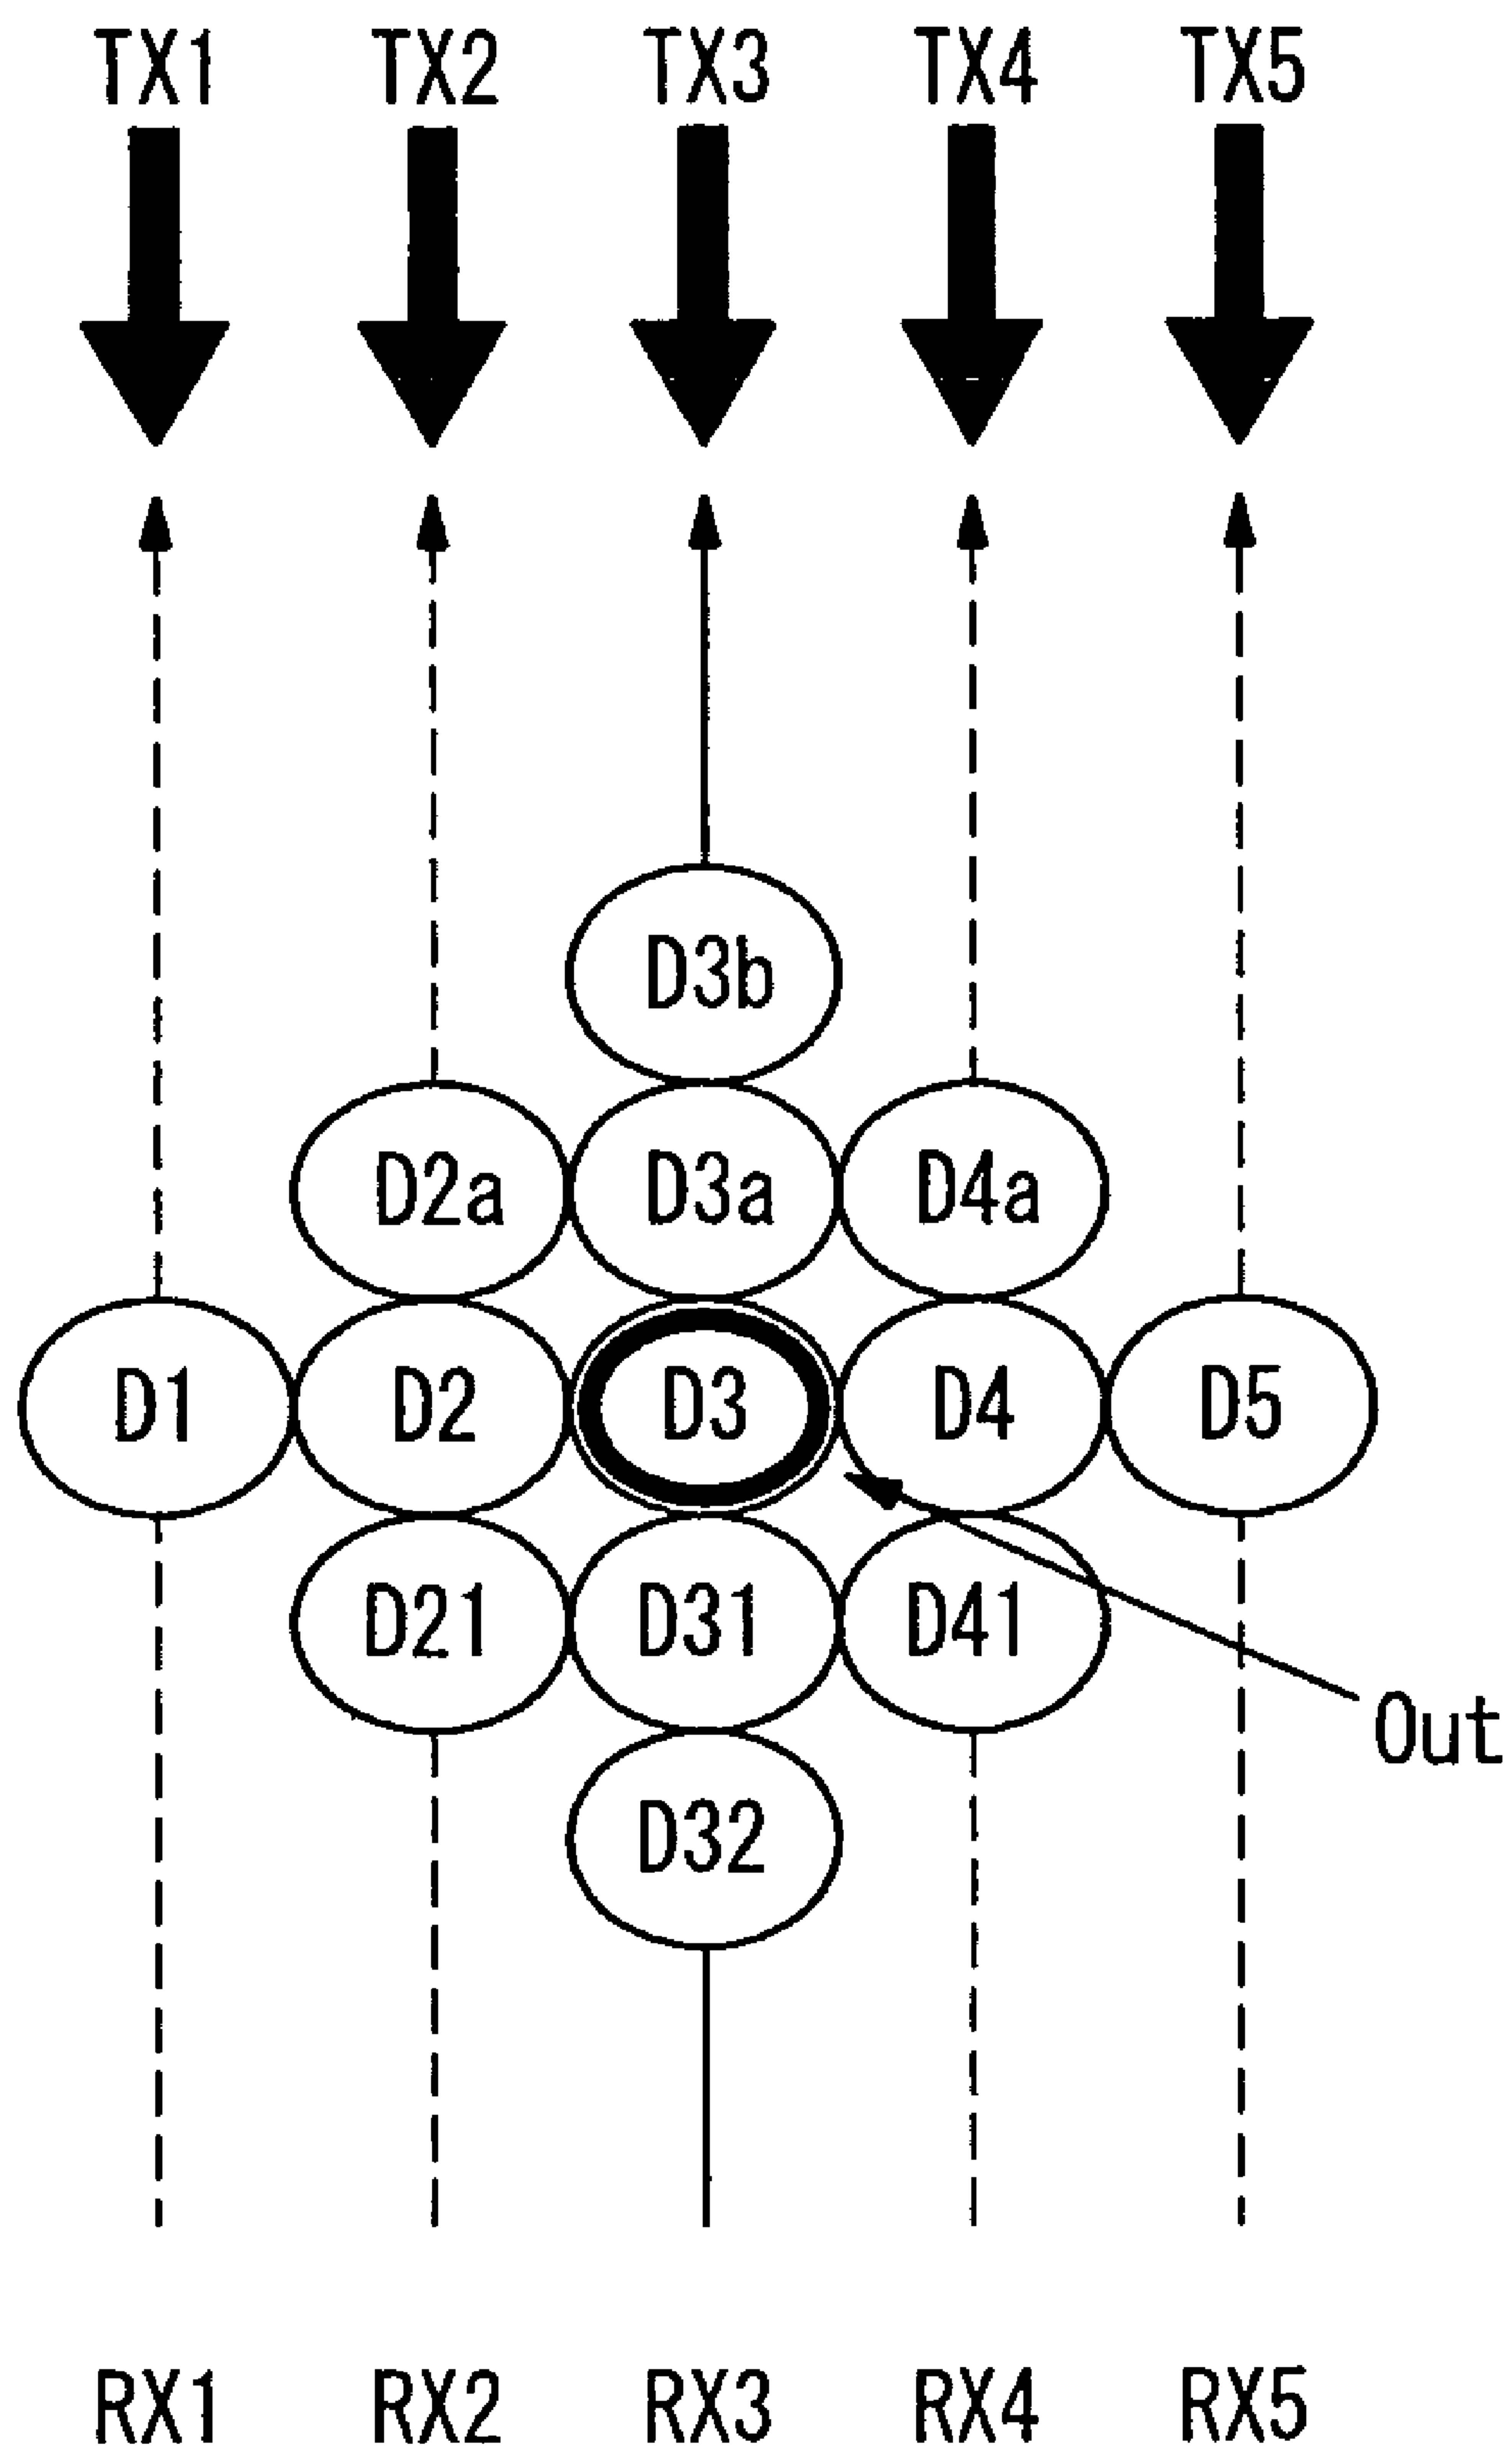 TX1 TX2 TX3 TX4 TX5
D3b
D2a D3a D4a
D1 D2 D3 D4 D5
D21 D31 D41
Out
D32
RX1 RX2 RX3 RX4 RX5